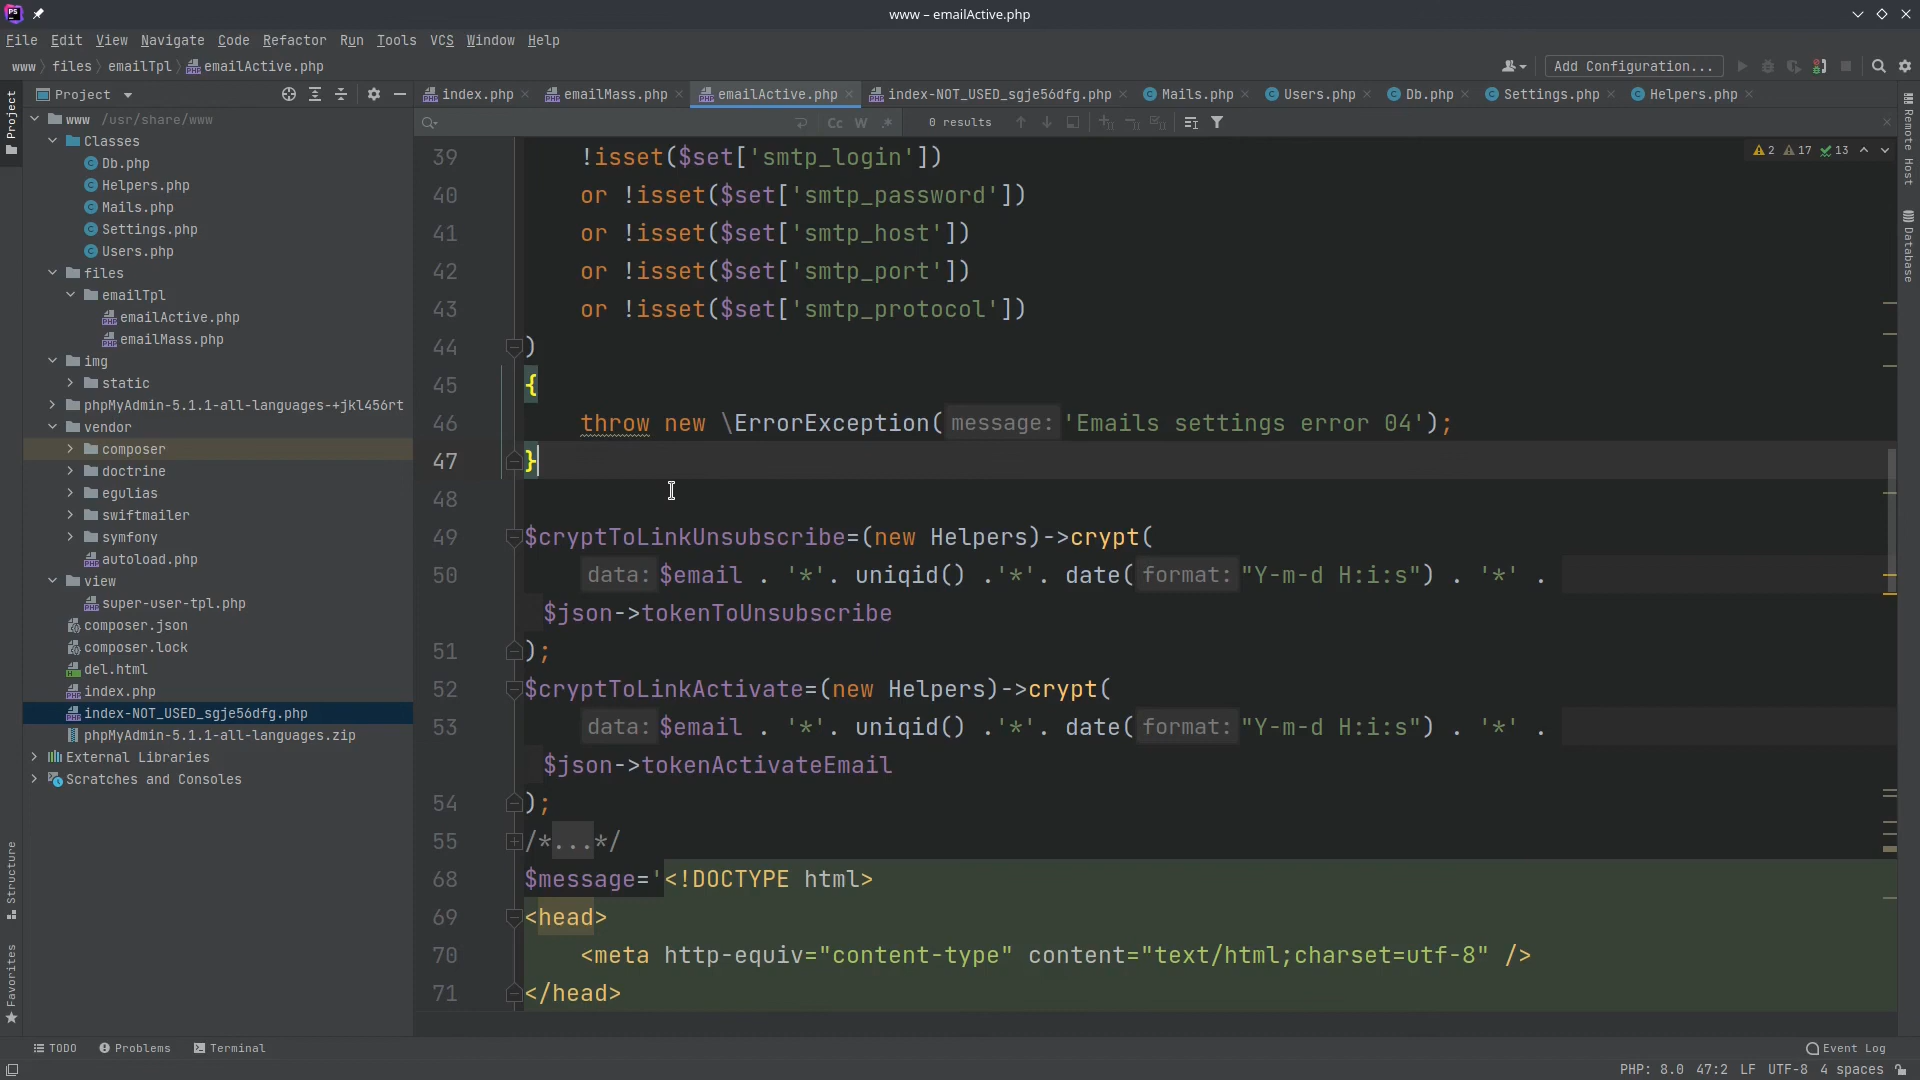 PS
www – emailActive.php
File Edit View Navigate Code Refactor Run Tools VCS Window Help
www files emailTpl emailActive.php
Add Configuration...
Project
index.php emailMass.php emailActive.php index-NOT_USED_sgje56dfg.php Mails.php Users.php Db.php Settings.php Helpers.php
Cc W .* 0 results
2 17 13
Project
Structure
Favorites
Remote Host
Database
www /usr/share/www
Classes
Db.php
Helpers.php
Mails.php
Settings.php
Users.php
files
emailTpl
emailActive.php
emailMass.php
img
static
phpMyAdmin-5.1.1-all-languages-+jkl456rt
vendor
composer
doctrine
egulias
swiftmailer
symfony
autoload.php
view
super-user-tpl.php
composer.json
composer.lock
del.html
index.php
index-NOT_USED_sgje56dfg.php
phpMyAdmin-5.1.1-all-languages.zip
External Libraries
Scratches and Consoles
39 !isset($set['smtp_login'])
40 or !isset($set['smtp_password'])
41 or !isset($set['smtp_host'])
42 or !isset($set['smtp_port'])
43 or !isset($set['smtp_protocol'])
44 )
45 {
46 throw new \ErrorException( message: 'Emails settings error 04');
47 }
48
49 $cryptToLinkUnsubscribe=(new Helpers)->crypt(
50 data: $email . '*'. uniqid() .'*'. date( format: "Y-m-d H:i:s") . '*' .
$json->tokenToUnsubscribe
51 );
52 $cryptToLinkActivate=(new Helpers)->crypt(
53 data: $email . '*'. uniqid() .'*'. date( format: "Y-m-d H:i:s") . '*' .
$json->tokenActivateEmail
54 );
55 /*...*/
68 $message='<!DOCTYPE html>
69 <head>
70 <meta http-equiv="content-type" content="text/html;charset=utf-8" />
71 </head>
TODO Problems Terminal
Event Log
PHP: 8.0 47:2 LF UTF-8 4 spaces